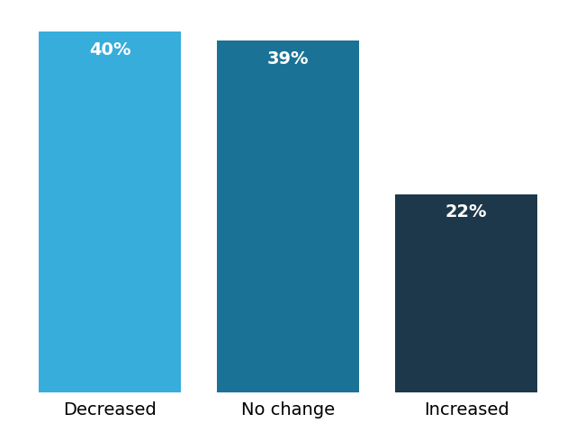 40%
39%
22%
Decreased
No change
Increased